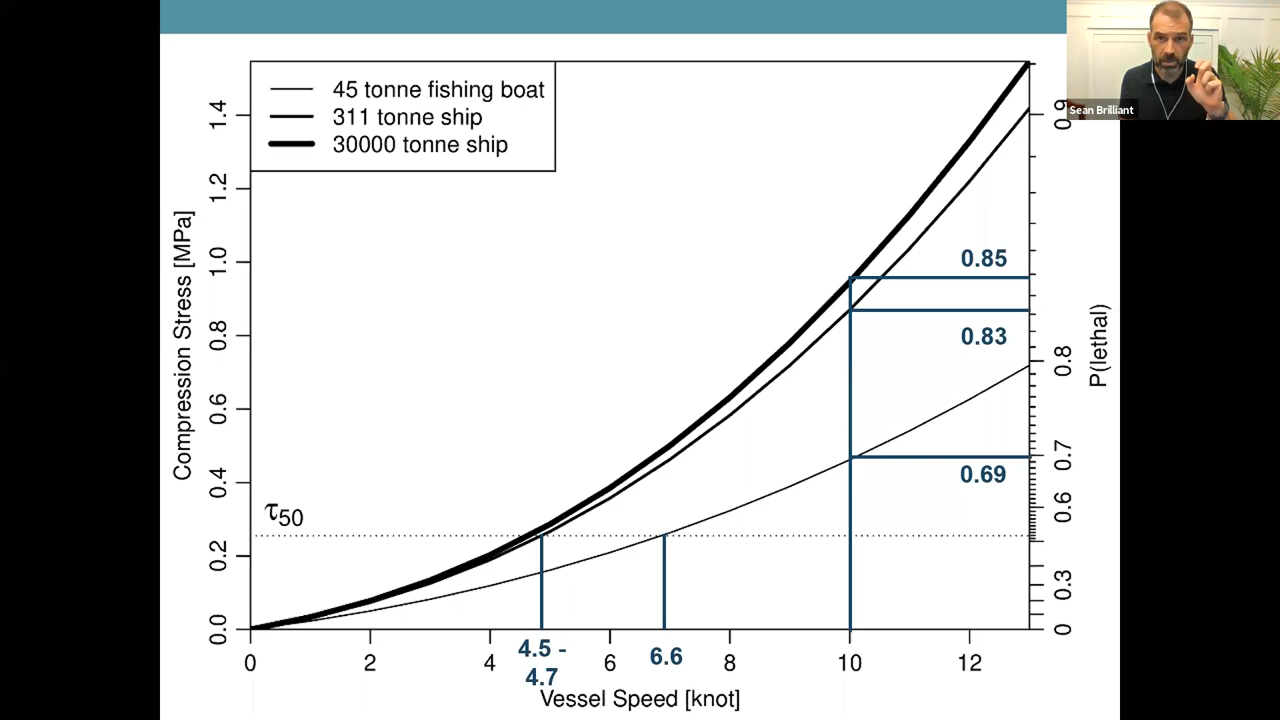 45 tonne fishing boat
311 tonne ship
30000 tonne ship
Sean Brilliant
Compression Stress [MPa]
0.0 0.2 0.4 0.6 0.8 1.0 1.2 1.4
τ50
0.85
0.83
0.69
P(lethal)
0 0.3 0.6 0.7 0.8 0.9
0 2 4 6 8 10 12
4.5 -
4.7
6.6
Vessel Speed [knot]